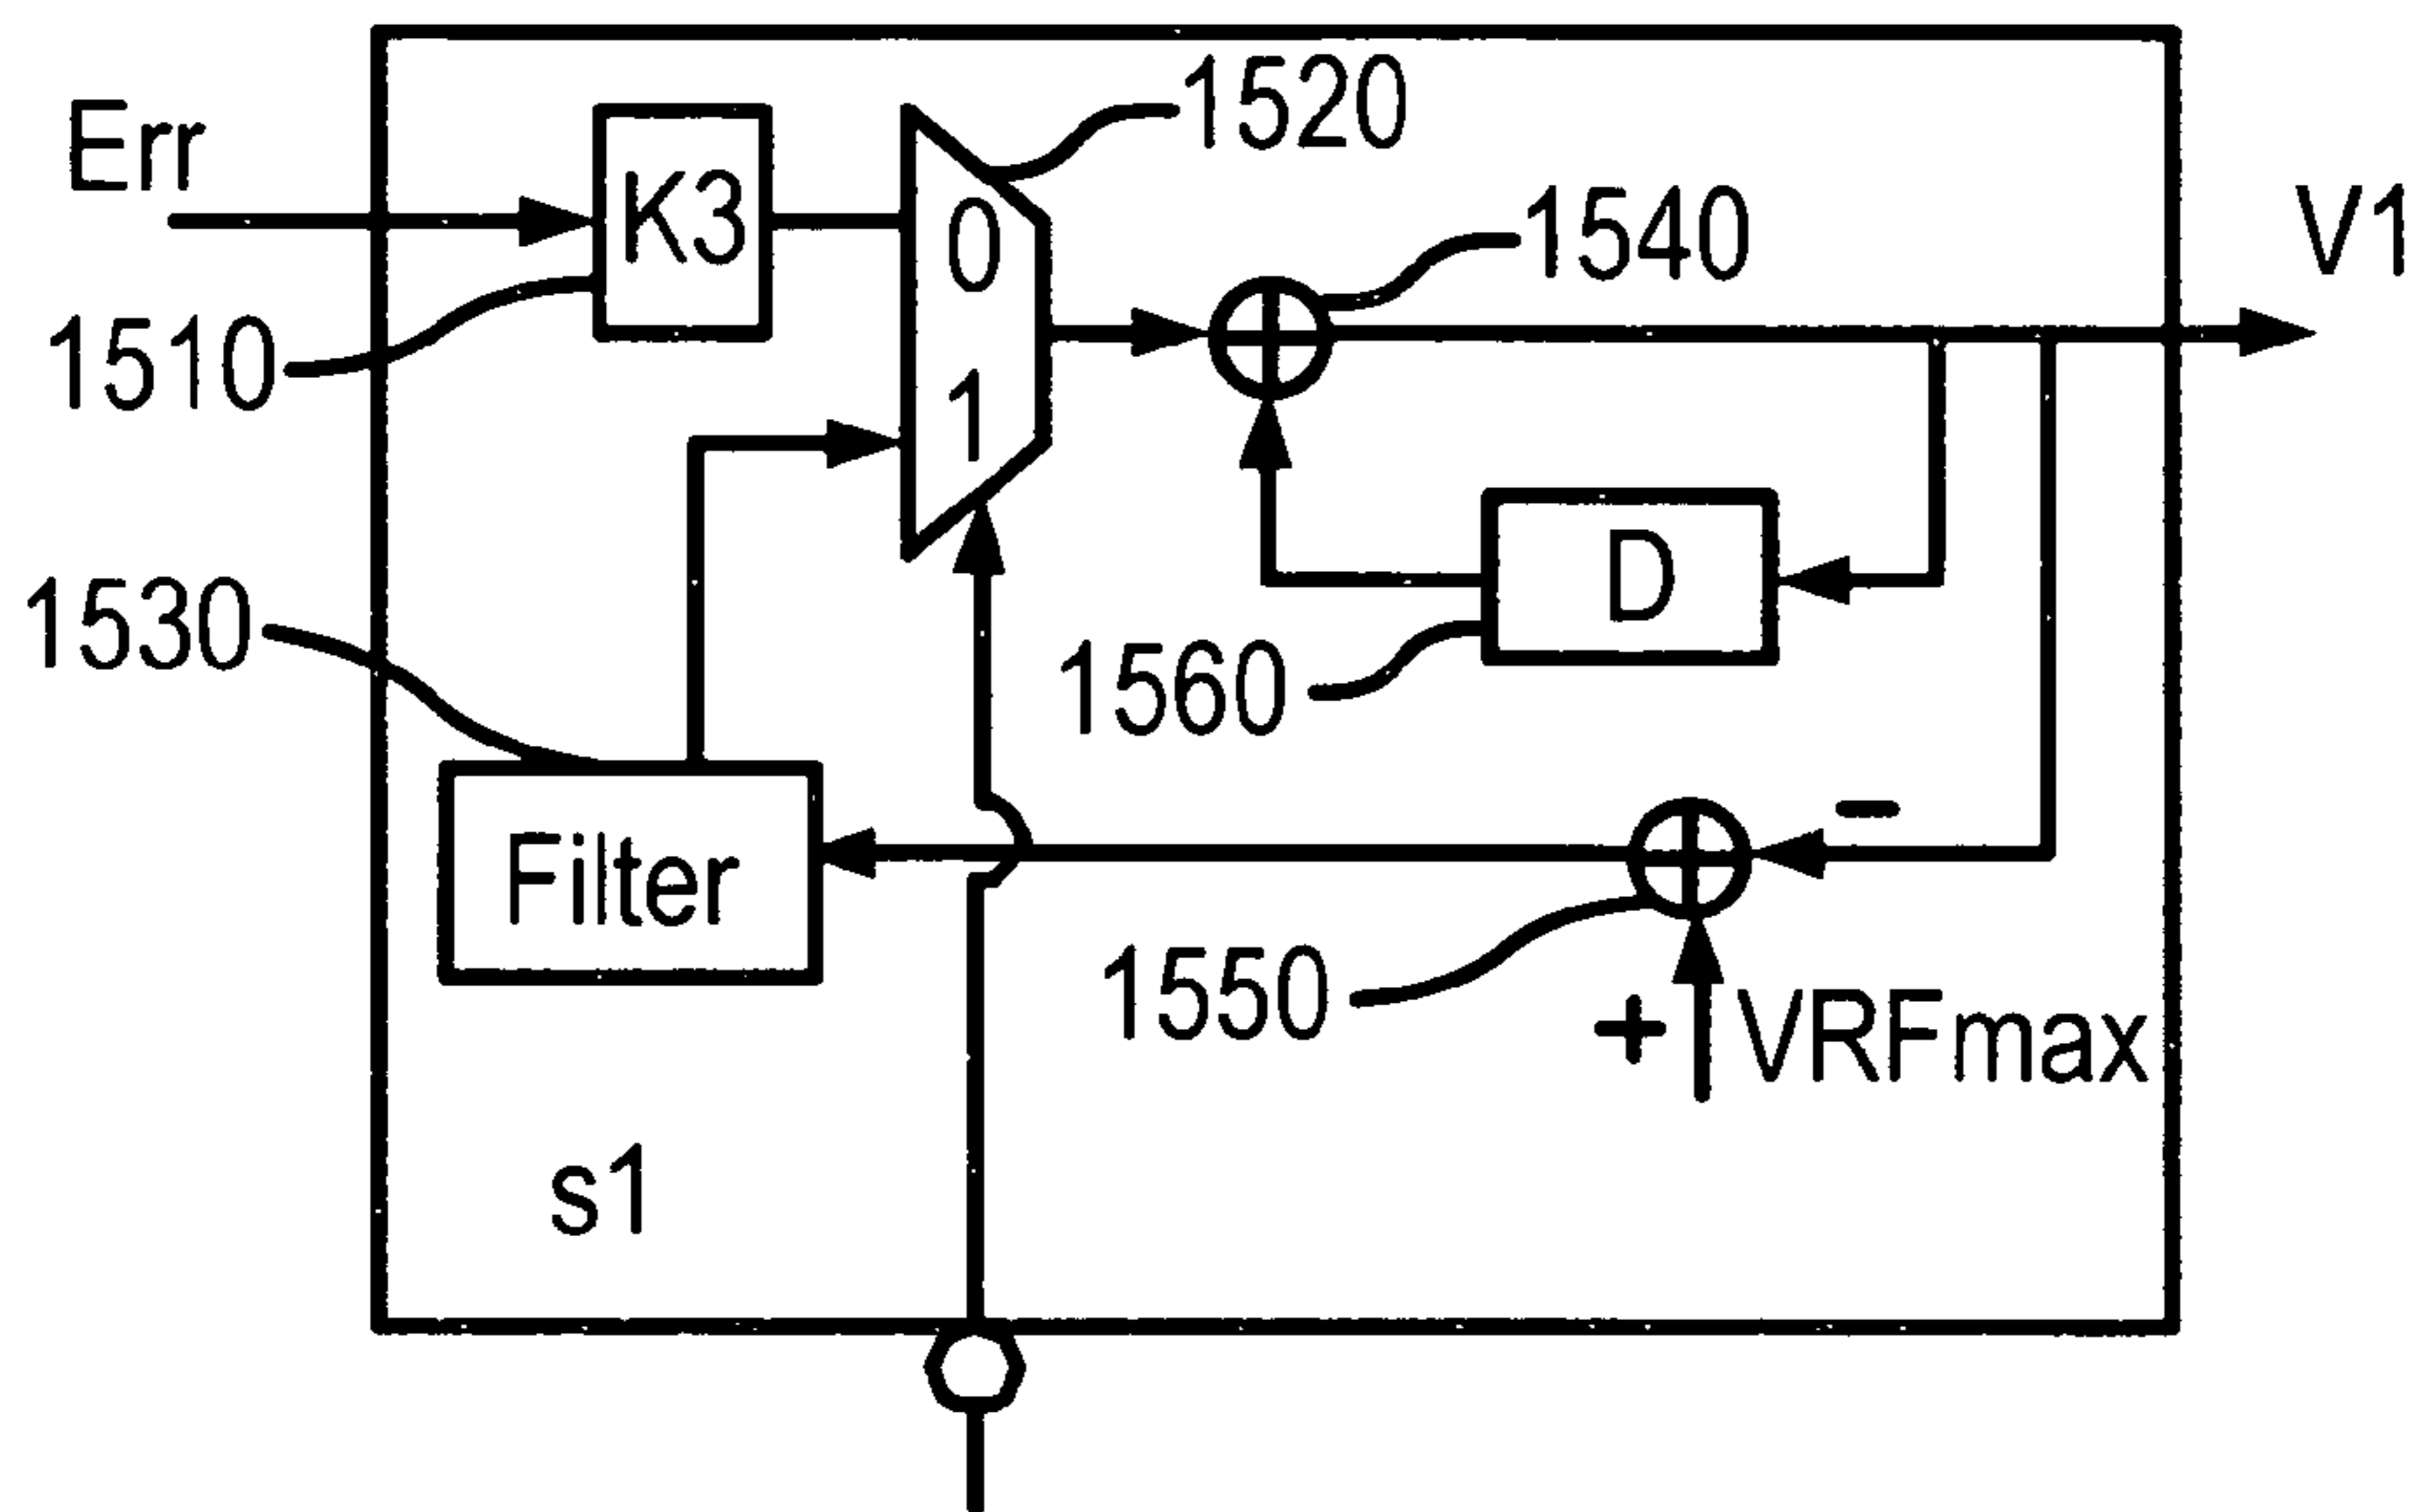 1520
Err
K3
0
1540
V1
1510
1
D
1530
1560
−
Filter
1550
+ VRFmax
s1